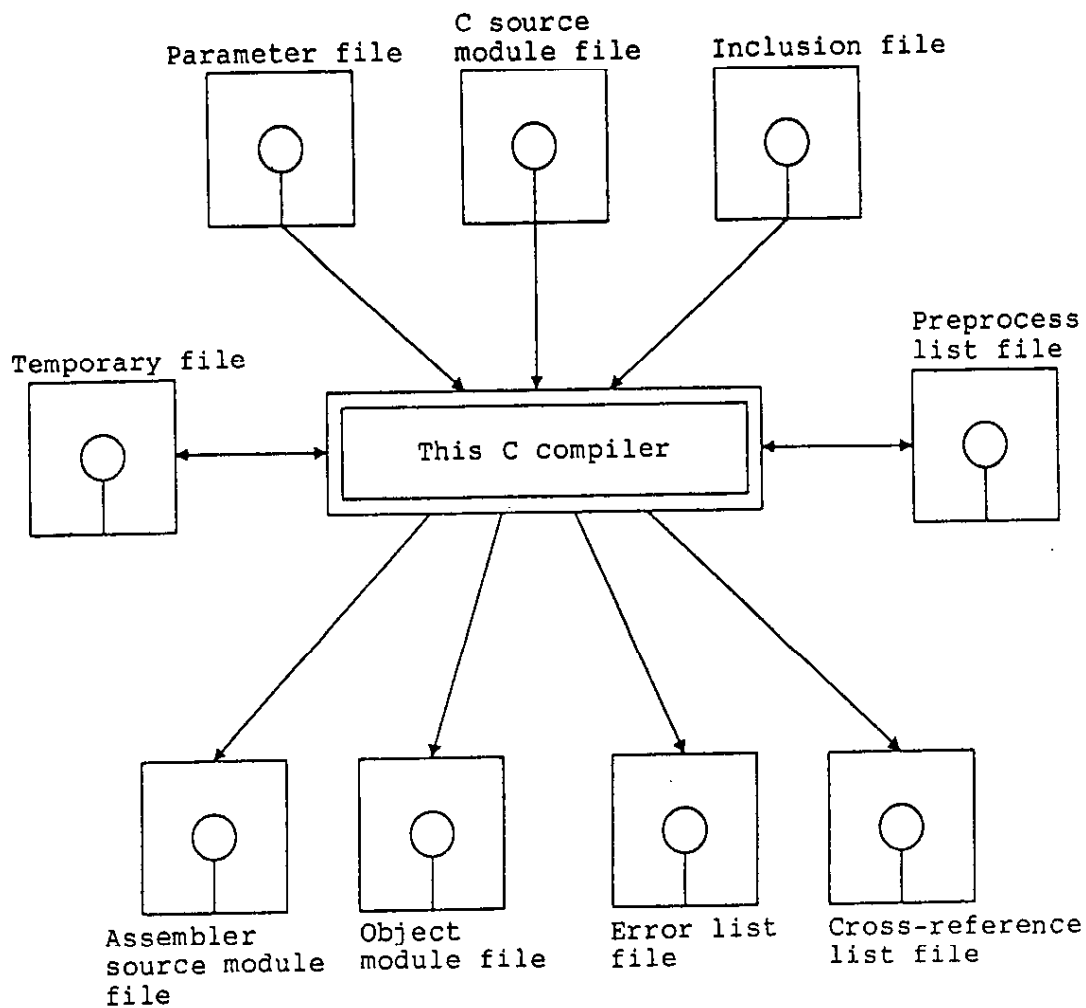 Parameter file
C source
module file
Inclusion file
Temporary file
Preprocess
list file
This C compiler
Assembler
source module
file
Object
module file
Error list
file
Cross-reference
list file